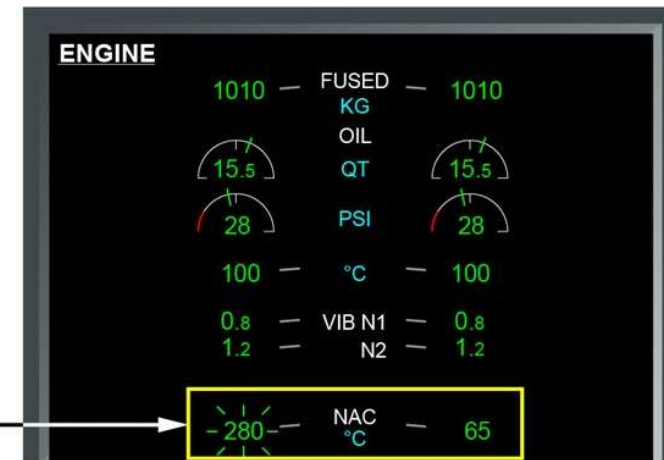 ENGINE
1010 FUSED 1010
KG
OIL
15.5 QT 15.5
28 PSI 28
100 °C 100
0.8 VIB N1 0.8
1.2 N2 1.2
280 NAC 65
°C